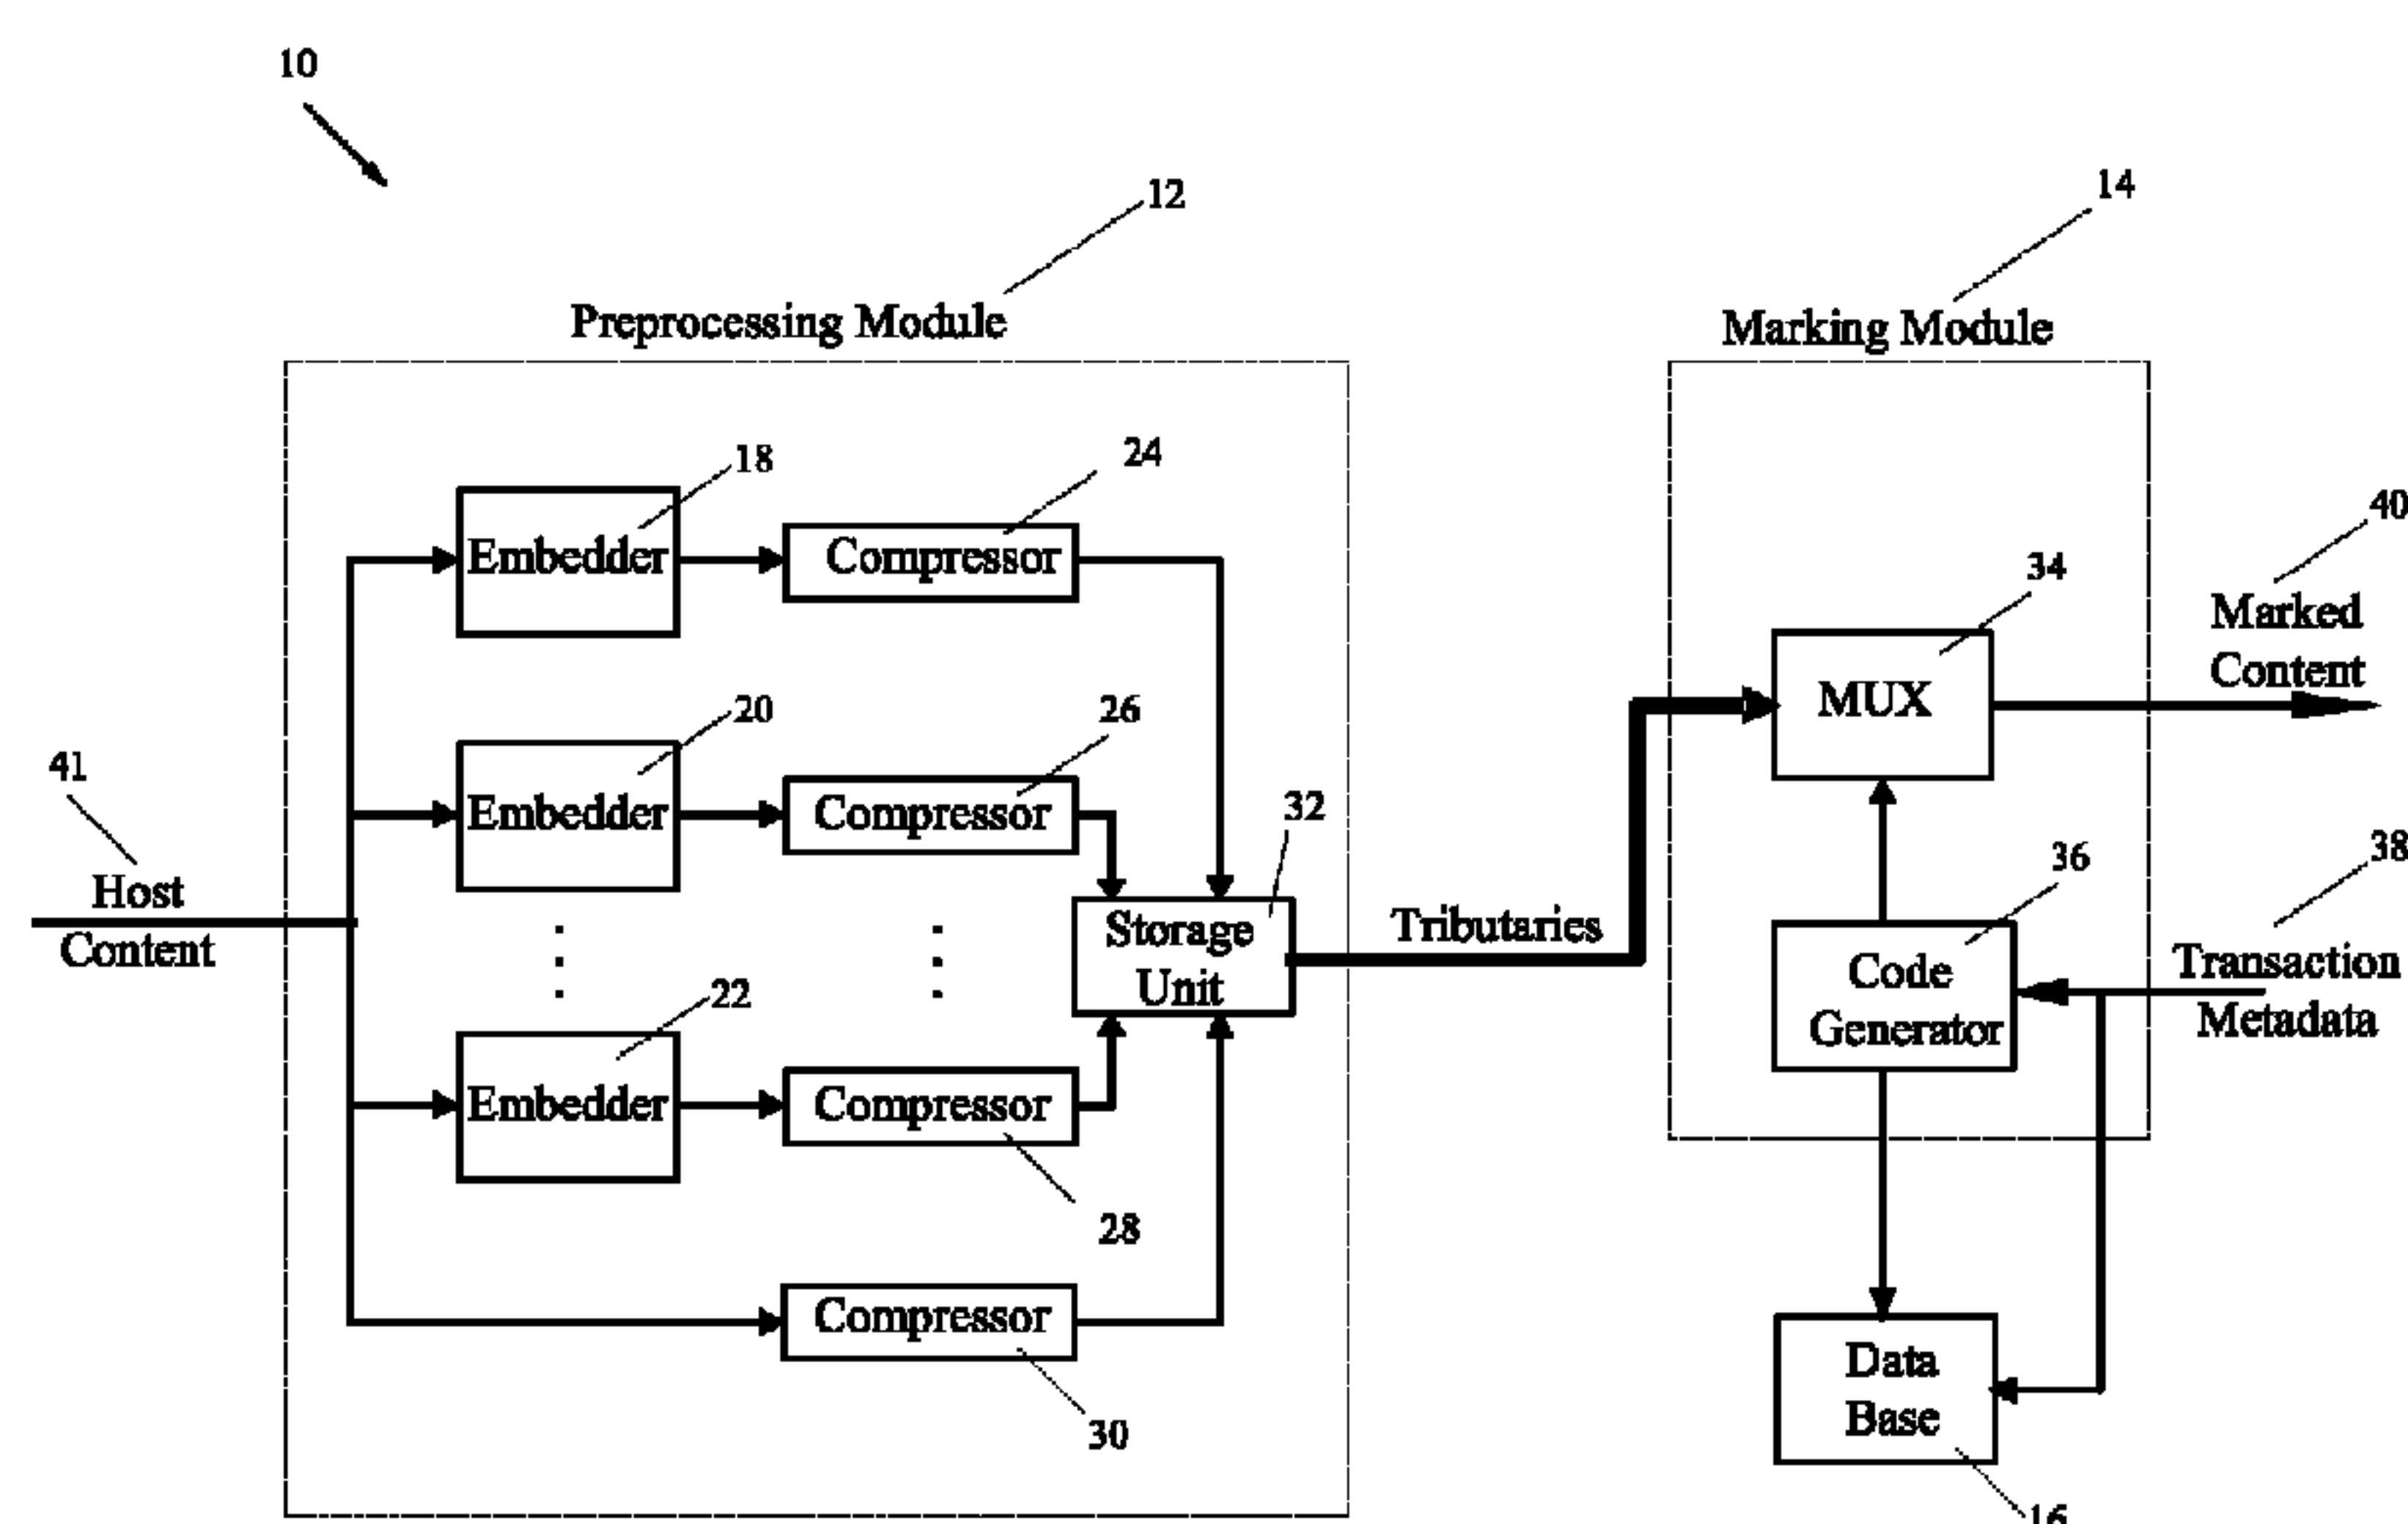 10
12
14
Preprocessing Module
Marking Module
18
24
40
Embedder
Compressor
34
Marked
Content
MUX
20
26
41
Embedder
Compressor
32
36
38
Host
Content
Storage
Unit
Tributaries
Code
Generator
Transaction
Metadata
22
Embedder
Compressor
28
Compressor
30
Data
Base
16